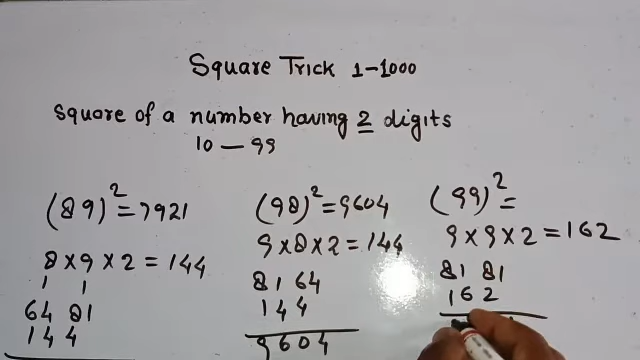 Square Trick 1-1000
Square of a number having 2 digits
10 — 99
(89)² = 7921
8 × 9 × 2 = 144
1 1
64 81
144
(98)² = 9604
9 × 8 × 2 = 144
81 64
144
9604
(99)² =
9 × 9 × 2 = 162
81 81
162